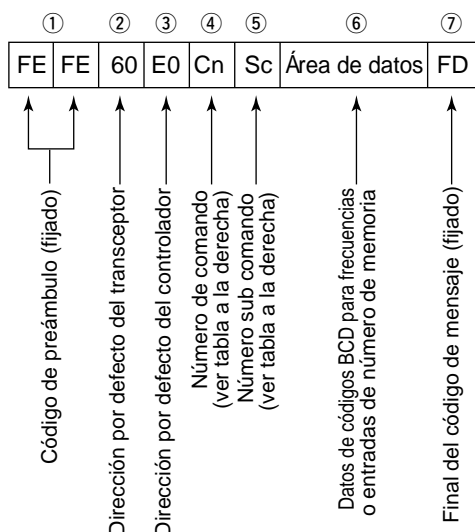 ① ② ③ ④ ⑤ ⑥ ⑦
FE FE 60 E0 Cn Sc Área de datos FD
Código de preámbulo (fijado)
Dirección por defecto del transceptor
Dirección por defecto del controlador
Número de comando
(ver tabla a la derecha)
Número sub comando
(ver tabla a la derecha)
Datos de códigos BCD para frecuencias
o entradas de número de memoria
Final del código de mensaje (fijado)